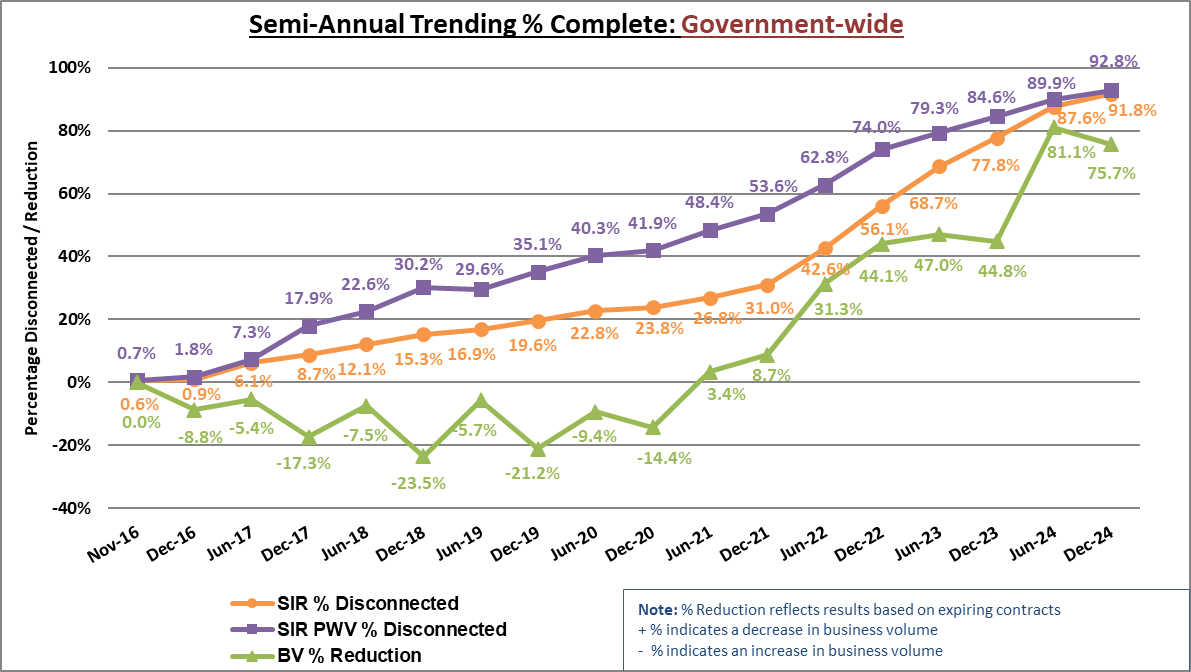 Semi-Annual Trending % Complete: Government-wide
Percentage Disconnected / Reduction
100%
80%
60%
40%
20%
0%
-20%
-40%
0.7%
1.8%
7.3%
17.9%
22.6%
30.2%
29.6%
35.1%
40.3%
41.9%
48.4%
53.6%
62.8%
74.0%
79.3%
84.6%
89.9%
92.8%
0.6%
0.9%
6.1%
8.7%
12.1%
15.3%
16.9%
19.6%
22.8%
23.8%
26.8%
31.0%
42.6%
56.1%
68.7%
77.8%
87.6%
91.8%
0.0%
-8.8%
-5.4%
-17.3%
-7.5%
-23.5%
-5.7%
-21.2%
-9.4%
-14.4%
3.4%
8.7%
31.3%
44.1%
47.0%
44.8%
81.1%
75.7%
Nov-16
Dec-16
Jun-17
Dec-17
Jun-18
Dec-18
Jun-19
Dec-19
Jun-20
Dec-20
Jun-21
Dec-21
Jun-22
Dec-22
Jun-23
Dec-23
Jun-24
Dec-24
SIR % Disconnected
SIR PWV % Disconnected
BV % Reduction
Note: % Reduction reflects results based on expiring contracts
+ % indicates a decrease in business volume
- % indicates an increase in business volume